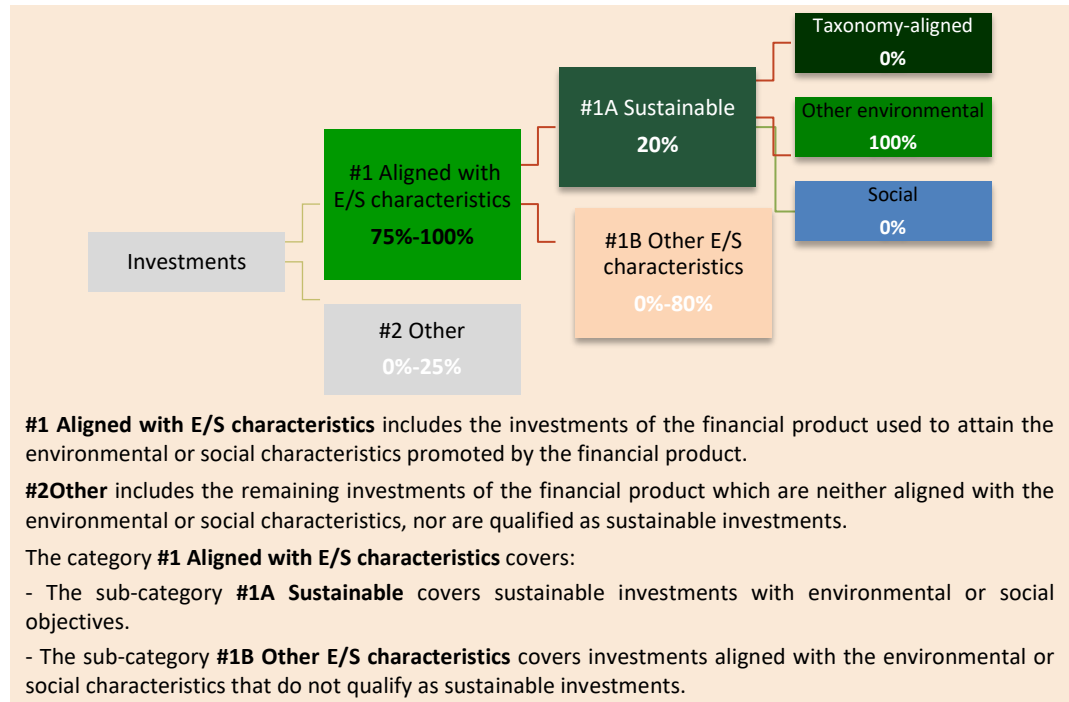 Taxonomy-aligned
0%
#1A Sustainable
20%
Other environmental
100%
#1 Aligned with
E/S characteristics
75%-100%
Social
0%
#1B Other E/S
characteristics
0%-80%
Investments
#2 Other
0%-25%
#1 Aligned with E/S characteristics includes the investments of the financial product used to attain the
environmental or social characteristics promoted by the financial product.
#2Other includes the remaining investments of the financial product which are neither aligned with the
environmental or social characteristics, nor are qualified as sustainable investments.
The category #1 Aligned with E/S characteristics covers:
- The sub-category #1A Sustainable covers sustainable investments with environmental or social
objectives.
- The sub-category #1B Other E/S characteristics covers investments aligned with the environmental or
social characteristics that do not qualify as sustainable investments.